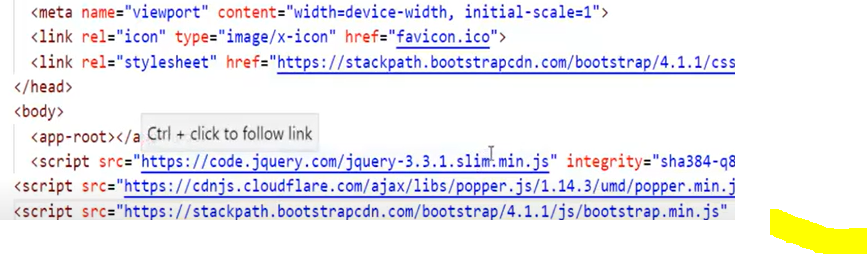 <meta name="viewport" content="width=device-width, initial-scale=1">
<link rel="icon" type="image/x-icon" href="favicon.ico">
<link rel="stylesheet" href="https://stackpath.bootstrapcdn.com/bootstrap/4.1.1/css
</head>
<body>
<app-root></a Ctrl + click to follow link
<script src="https://code.jquery.com/jquery-3.3.1.slim.min.js" integrity="sha384-q8
<script src="https://cdnjs.cloudflare.com/ajax/libs/popper.js/1.14.3/umd/popper.min.j
<script src="https://stackpath.bootstrapcdn.com/bootstrap/4.1.1/js/bootstrap.min.js"